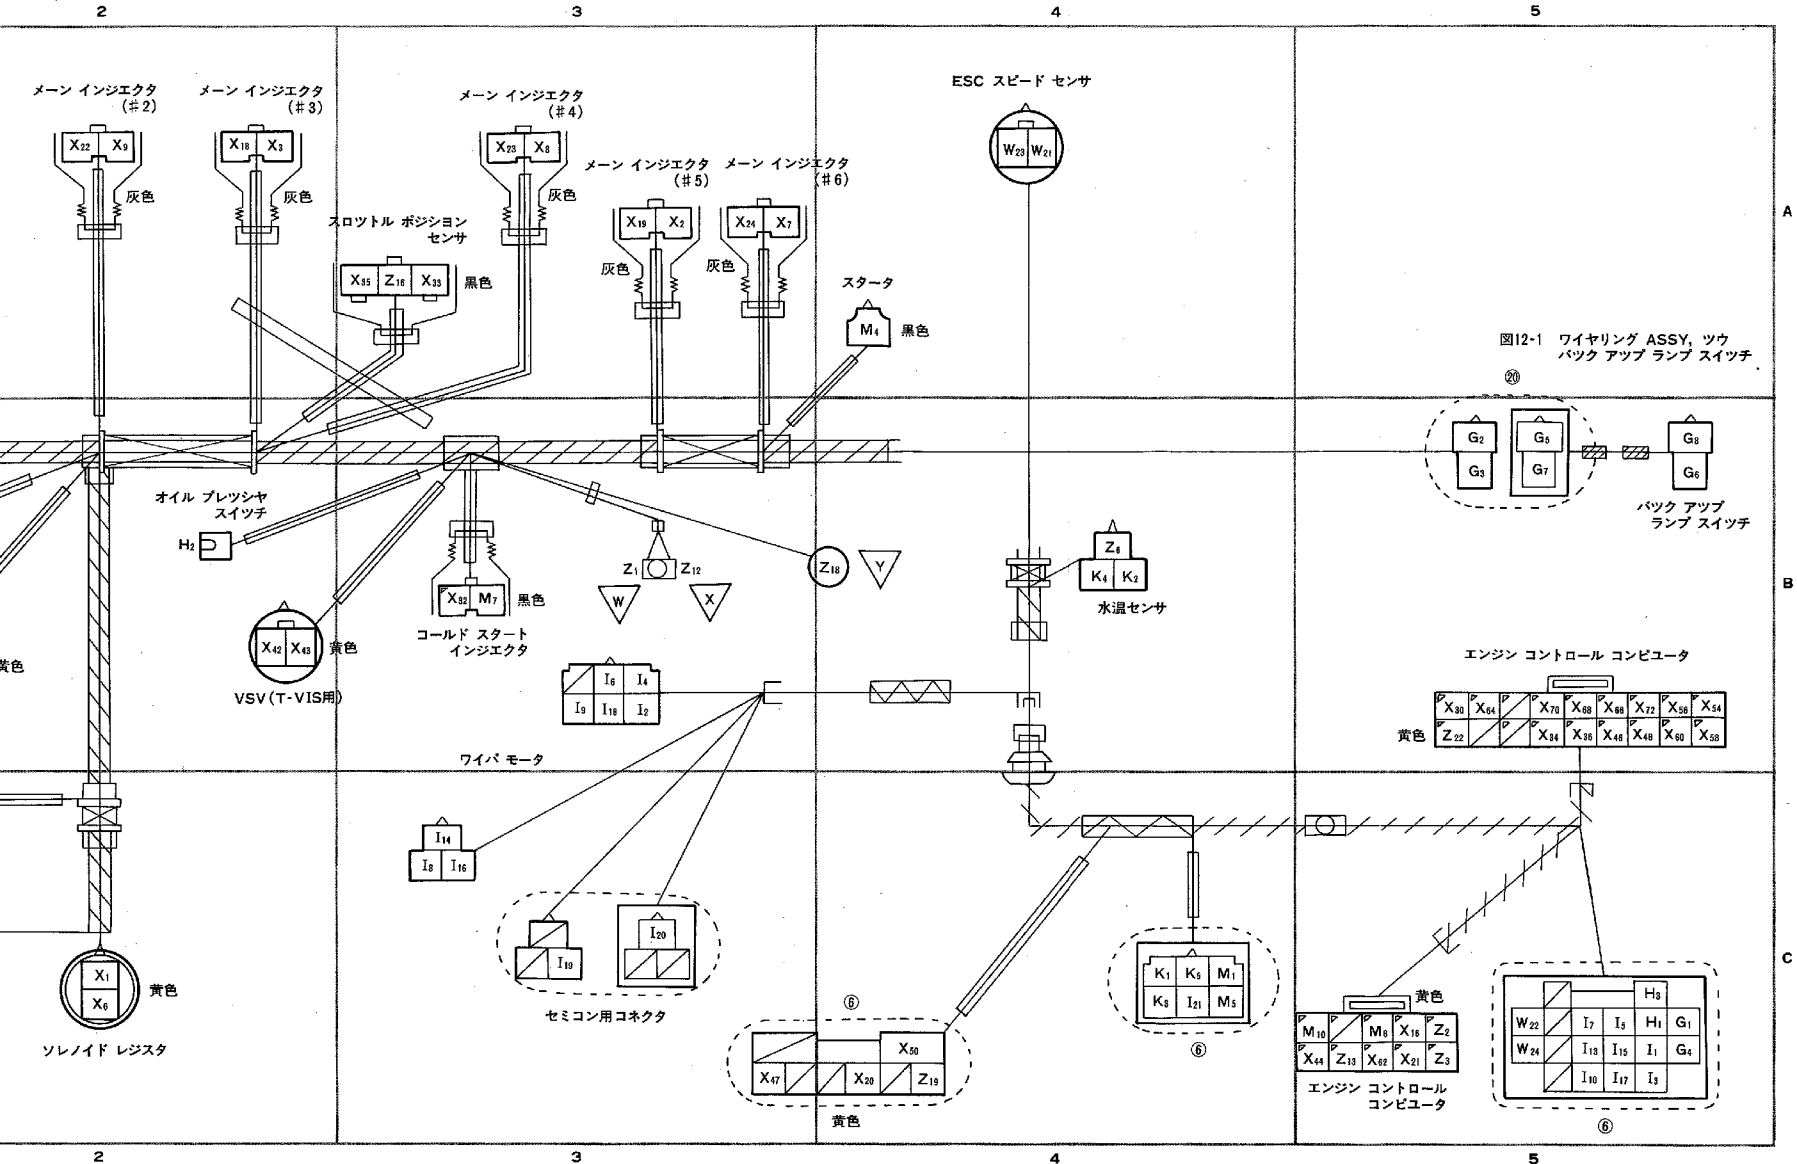 2
3
4
5
メーン インジエクタ
(#2)
メーン インジエクタ
(#3)
メーン インジエクタ
(#4)
ESC スピード センサ
X22 X9
X18 X3
X23 X8
W23 W21
メーン インジエクタ
(#5)
メーン インジエクタ
(#6)
灰色
灰色
灰色
スロツトル ポジシヨン
センサ
X19 X2
X24 X7
A
灰色
灰色
X35 Z16 X33
黒色
スタータ
M4
黒色
図12-1 ワイヤリング ASSY, ツウ
バツク アツプ ランプ スイツチ
⑳
G2
G3
G5
G7
G8
G6
バツク アツプ
ランプ スイツチ
オイル プレツシヤ
スイツチ
H2
Z1
Z12
Z18
Y
W
X
Z6
K4 K2
水温センサ
B
X32 M7
黒色
コールド スタート
インジエクタ
X42 X43
黄色
VSV(T-VIS用)
黄色
I6 I4
I9 I18 I2
エンジン コントロール コンピユータ
X30 X64 X70 X68 X66 X72 X56 X54
黄色
Z22 X34 X36 X46 X48 X60 X58
ワイパ モータ
I14
I8 I16
I19
I20
セミコン用コネクタ
X1
X6
黄色
ソレノイド レジスタ
C
K1 K5 M1
K3 I21 M5
⑥
⑥
X50
X47 X20 Z19
黄色
黄色
M10 M8 X16 Z2
X44 Z13 X62 X21 Z3
エンジン コントロール
コンピユータ
H3
W22 I7 I5 H1 G1
W24 I13 I15 I1 G4
I10 I17 I3
⑥
2
3
4
5